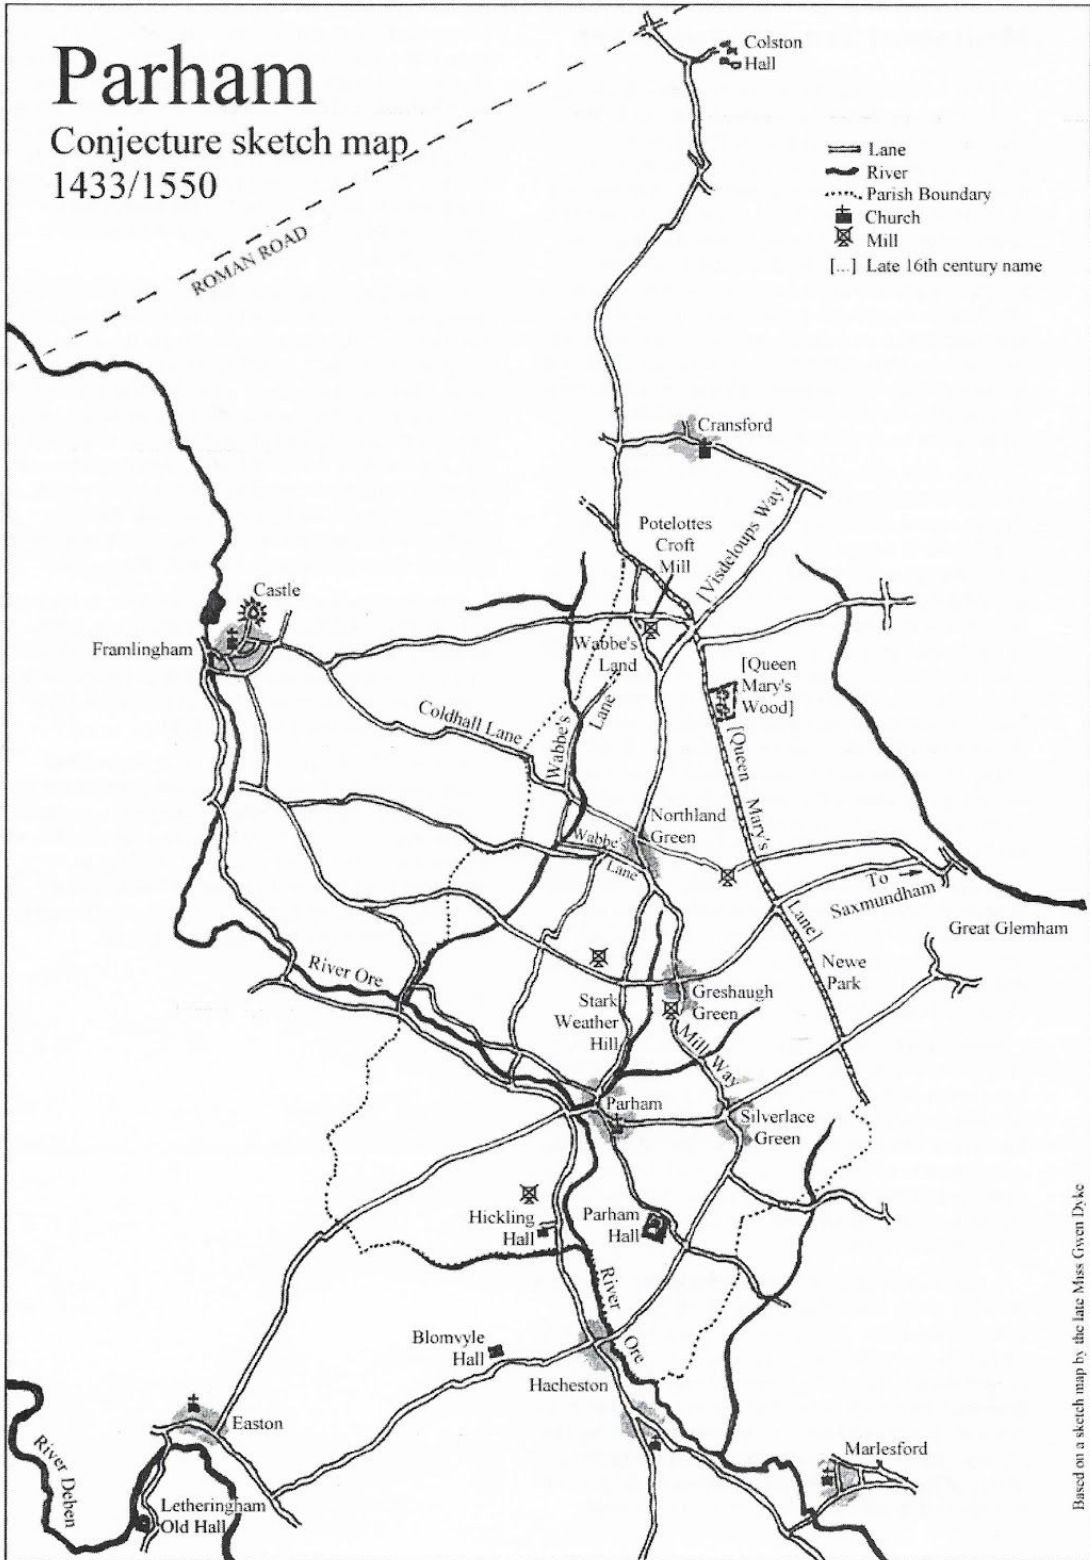 Parham
Conjecture sketch map
1433/1550
Colston
Hall
Lane
River
Parish Boundary
Church
Mill
[...] Late 16th century name
ROMAN ROAD
Cransford
Potelottes
Croft
Mill
[Visdeloups Way]
Castle
Framlingham
Wabbe's
Land
[Queen
Mary's
Wood]
Coldhall Lane
Wabbe's
Lane
[Queen
Mary's
Lane]
Northland
Green
Wabbe'
Lane
To
Saxmundham
Great Glemham
Newe
Park
River Ore
Stark
Weather
Hill
Greshaugh
Green
Mill Way
Parham
Silverlace
Green
Hickling
Hall
Parham
Hall
River
Ore
Blomvyle
Hall
Hacheston
Easton
Marlesford
River Deben
Letheringham
Old Hall
Based on a sketch map by the late Miss Gwen Dyke